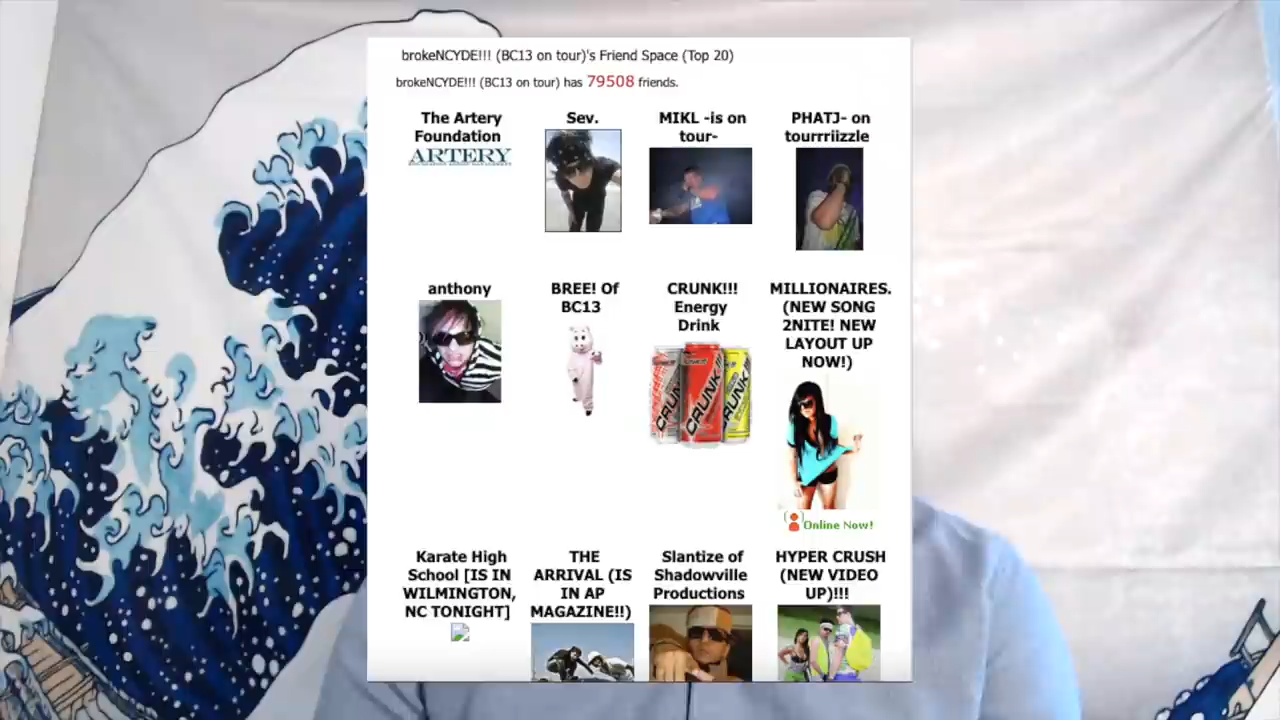 brokeNCYDE!!! (BC13 on tour)'s Friend Space (Top 20)
brokeNCYDE!!! (BC13 on tour) has 79508 friends.
The Artery
Foundation
ARTERY
Sev.
MIKL -is on
tour-
PHATJ- on
tourrriizzle
anthony
BREE! Of
BC13
CRUNK!!!
Energy
Drink
CRUNK!!!
CRUNK!!!
CRUNK!!!
MILLIONAIRES.
(NEW SONG
2NITE! NEW
LAYOUT UP
NOW!)
Online Now!
Karate High
School [IS IN
WILMINGTON,
NC TONIGHT]
THE
ARRIVAL (IS
IN AP
MAGAZINE!!)
Slantize of
Shadowville
Productions
HYPER CRUSH
(NEW VIDEO
UP)!!!